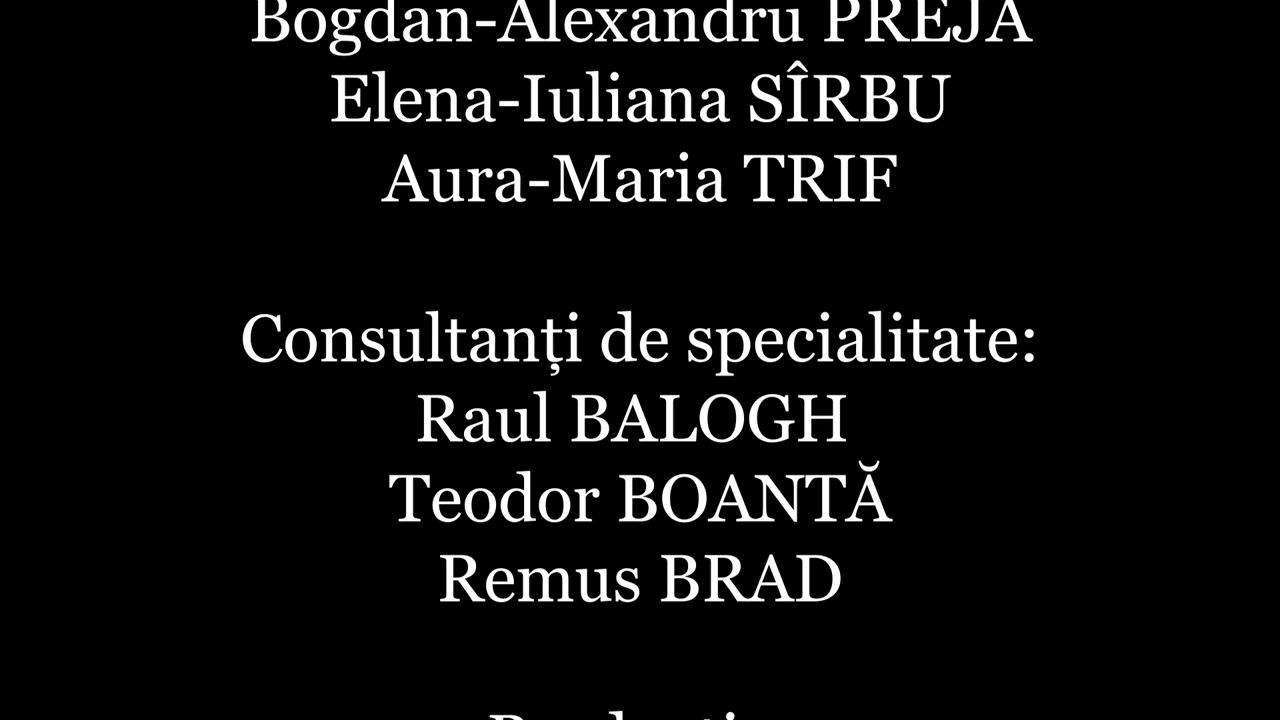 Bogdan-Alexandru PREJA
Elena-Iuliana SÎRBU
Aura-Maria TRIF
Consultanți de specialitate:
Raul BALOGH
Teodor BOANTĂ
Remus BRAD